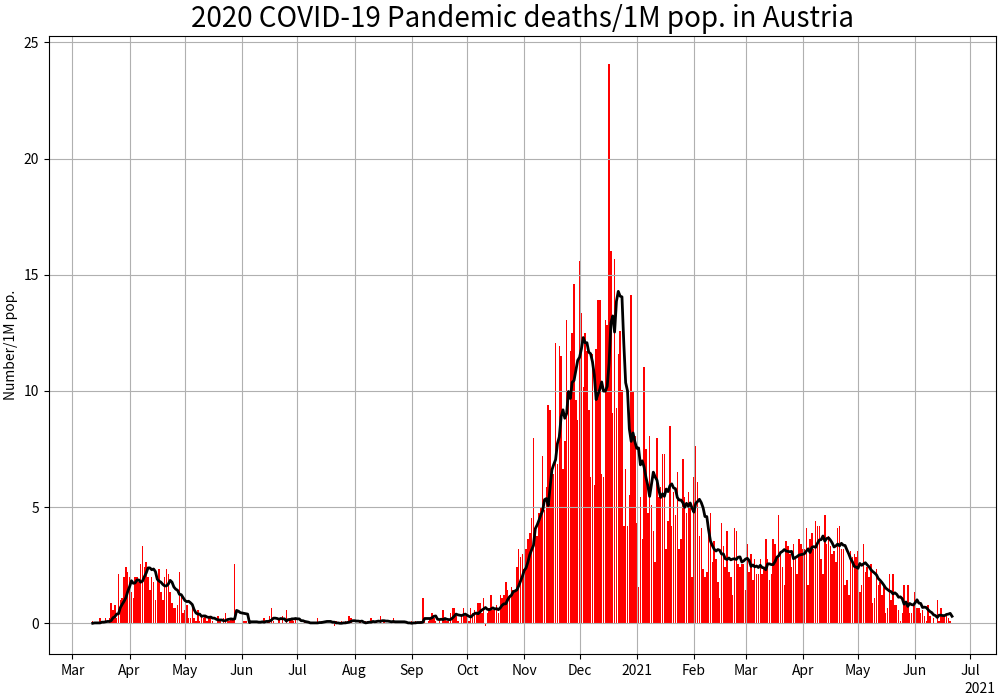 2020 COVID-19 Pandemic deaths/1M pop. in Austria
Number/1M pop.
25
20
15
10
5
0
Mar Apr May Jun Jul Aug Sep Oct Nov Dec 2021 Feb Mar Apr May Jun Jul
2021